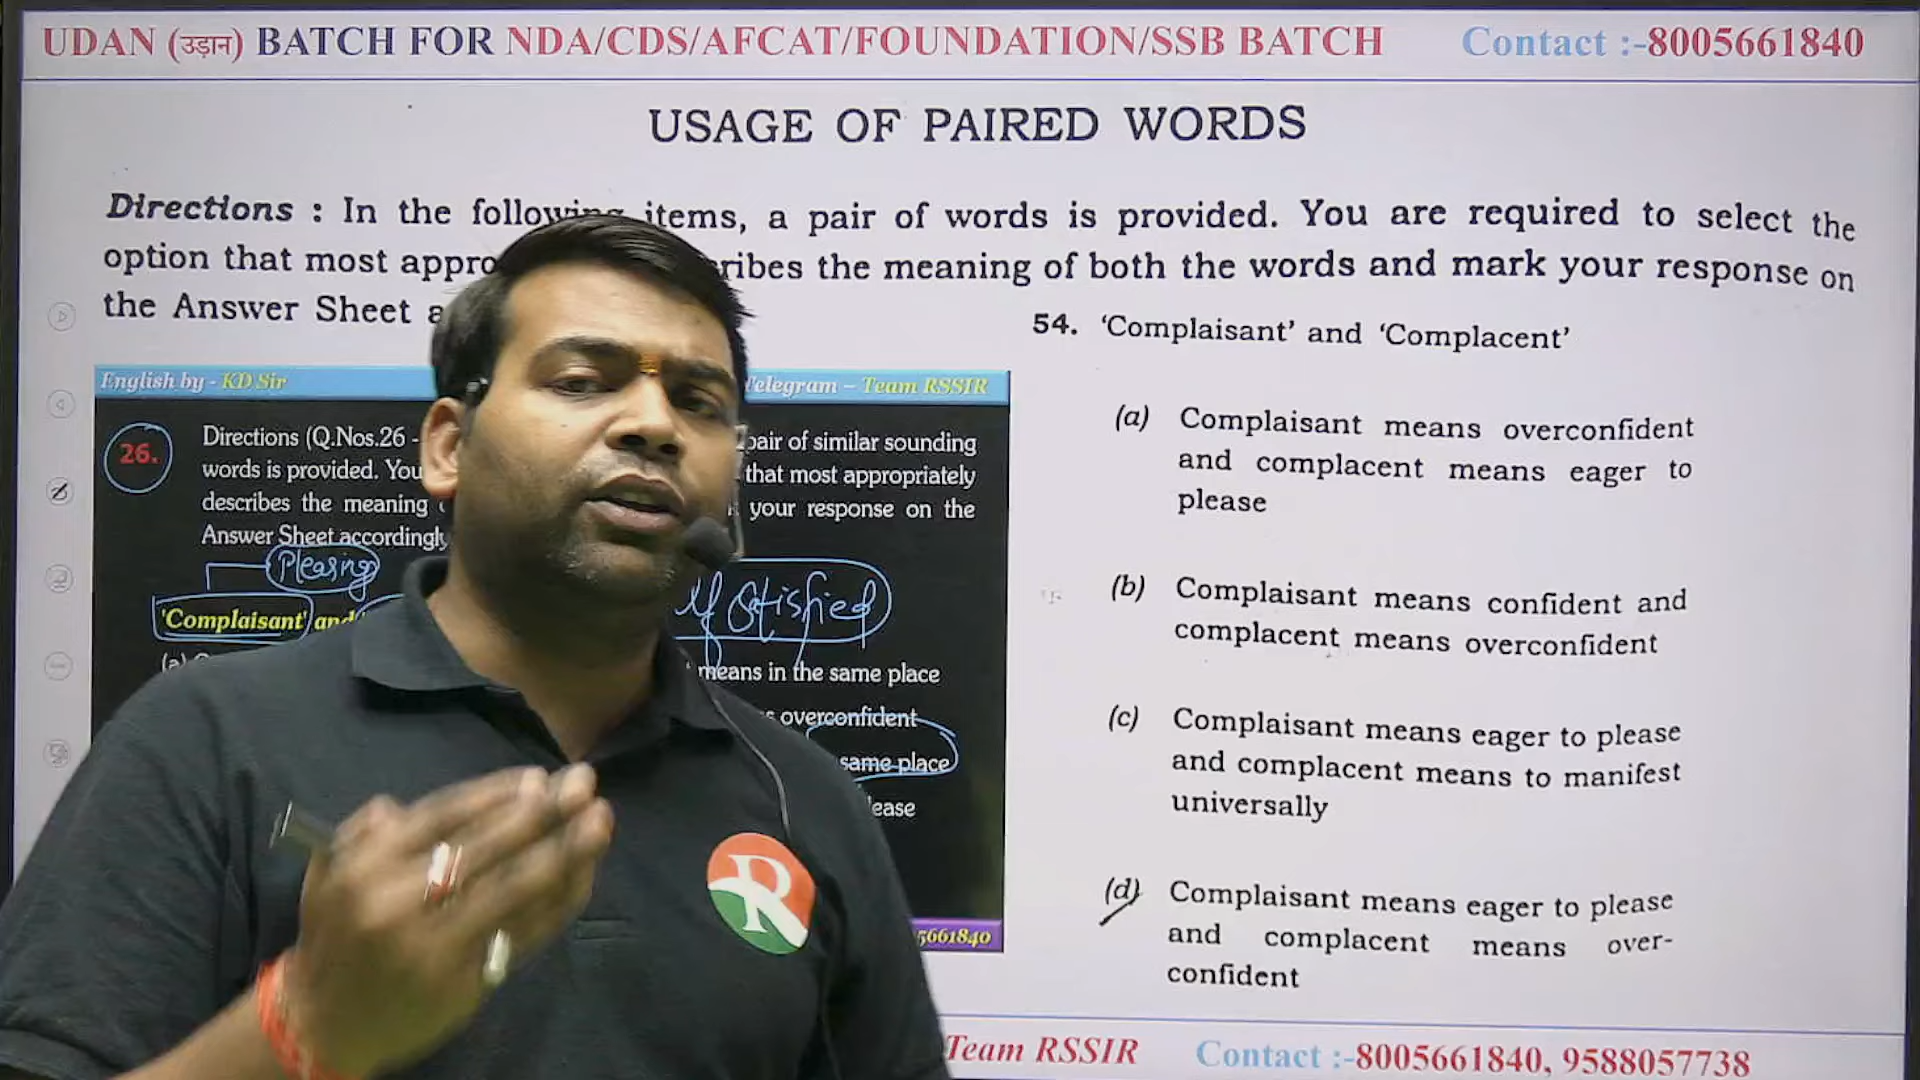 UDAN (उड़ान) BATCH FOR NDA/CDS/AFCAT/FOUNDATION/SSB BATCH Contact :-8005661840
USAGE OF PAIRED WORDS
Directions : In the following items, a pair of words is provided. You are required to select the
option that most appro ribes the meaning of both the words and mark your response on
the Answer Sheet a
English by - KD Sir Telegram – Team RSSIR
26.
Directions (Q.Nos.26 - pair of similar sounding
words is provided. You that most appropriately
describes the meaning your response on the
Answer Sheet accordingly
Pleasing
'Complaisant' and
lf Satisfied
(a) means in the same place
overconfident
same place
lease
5661840
54. ‘Complaisant’ and ‘Complacent’
(a) Complaisant means overconfident
and complacent means eager to
please
(b) Complaisant means confident and
complacent means overconfident
(c) Complaisant means eager to please
and complacent means to manifest
universally
(d) Complaisant means eager to please
and complacent means over-
confident
R
Team RSSIR Contact :-8005661840, 9588057738